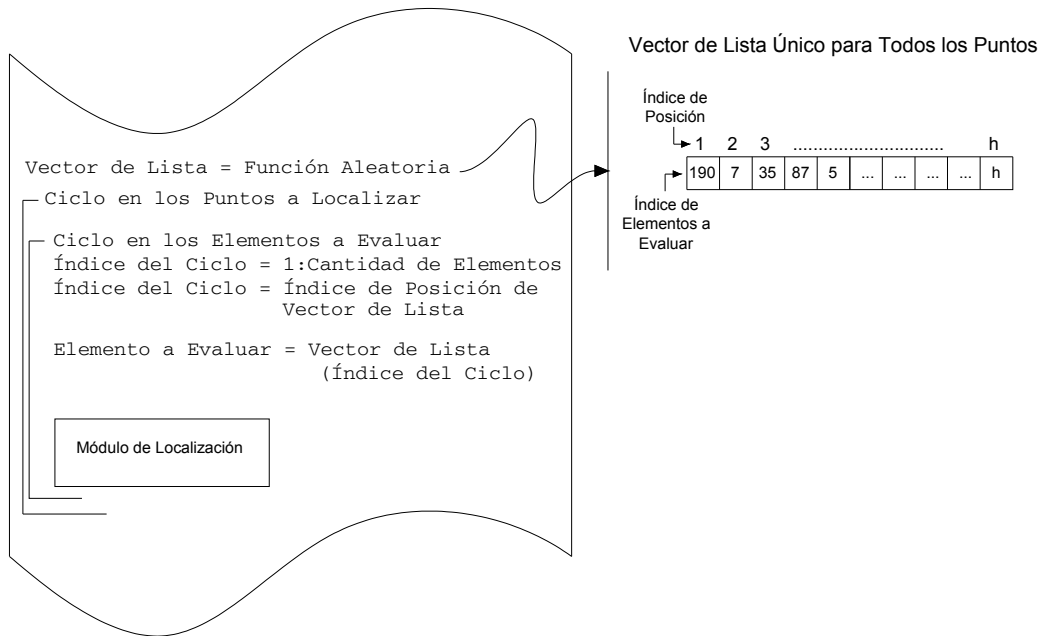 Vector de Lista = Función Aleatoria
Ciclo en los Puntos a Localizar
Ciclo en los Elementos a Evaluar
Índice del Ciclo = 1:Cantidad de Elementos
Índice del Ciclo = Índice de Posición de
Vector de Lista
Elemento a Evaluar = Vector de Lista
(Índice del Ciclo)
Módulo de Localización
Vector de Lista Único para Todos los Puntos
Índice de
Posición
1 2 3 .............................. h
190 7 35 87 5 ... ... ... ... h
Índice de
Elementos a
Evaluar